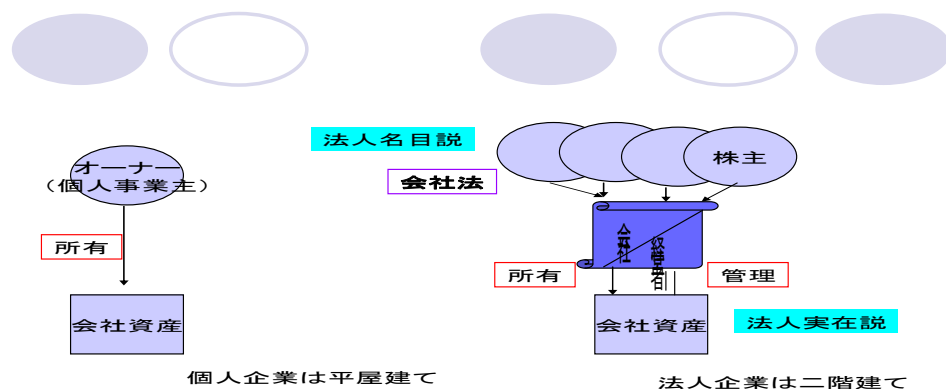 法人名目説
オーナー
（個人事業主）
株主
会社法
会社
経営者
所有
所有
管理
会社資産
会社資産
法人実在説
個人企業は平屋建て
法人企業は二階建て